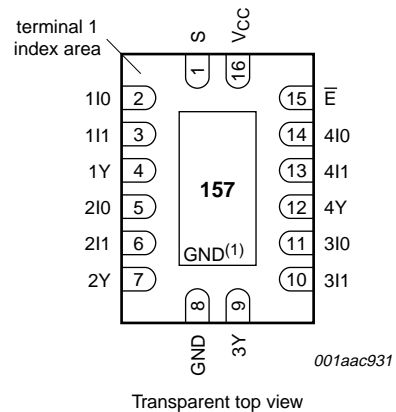 terminal 1
index area
S
VCC
1
16
1I0 2
15 E̅
1I1 3
14 4I0
1Y 4
13 4I1
2I0 5
157
12 4Y
2I1 6
11 3I0
GND(1)
2Y 7
10 3I1
8
9
GND
3Y
001aac931
Transparent top view